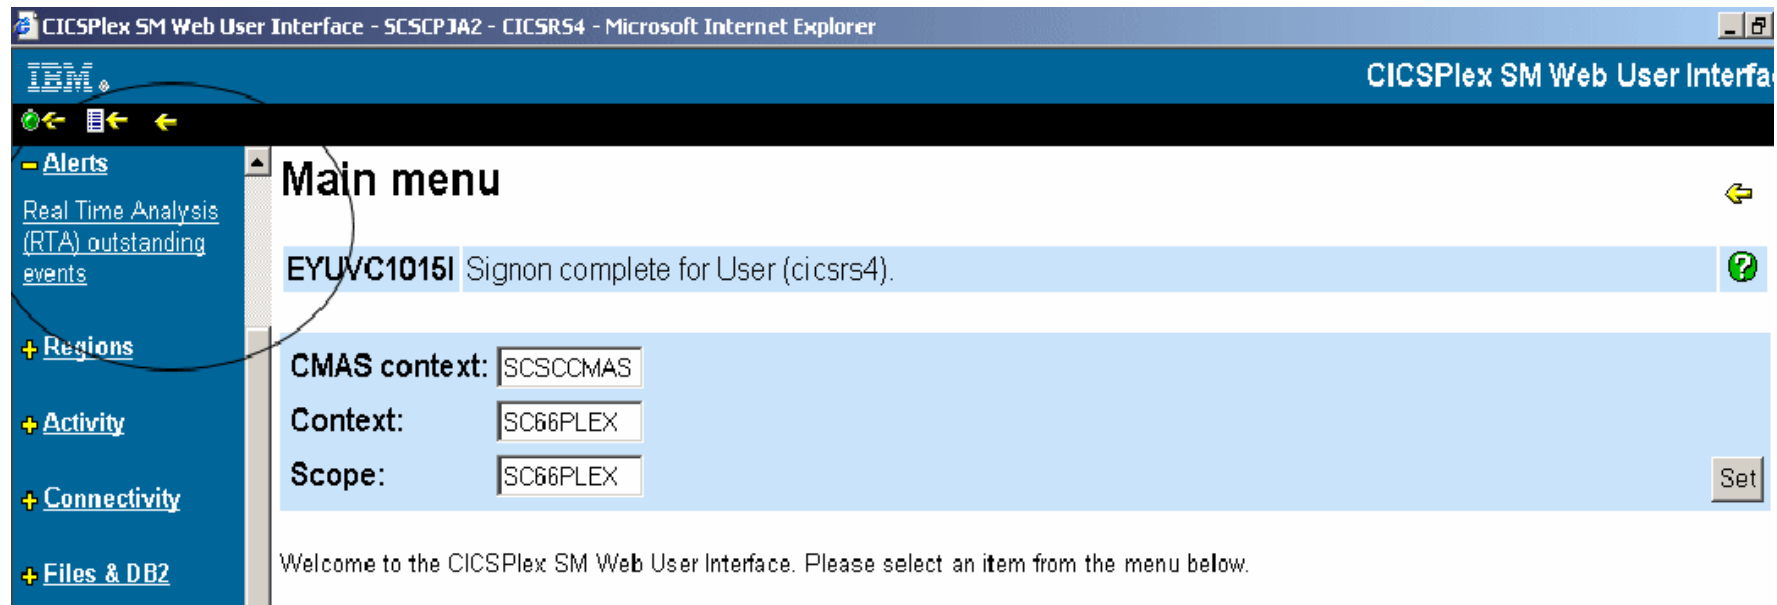 CICSPlex SM Web User Interface - SCSCPJA2 - CICSRS4 - Microsoft Internet Explorer
IBM®
CICSPlex SM Web User Interfa
Alerts
Real Time Analysis
(RTA) outstanding
events
Regions
Activity
Connectivity
Files & DB2
Main menu
EYUVC1015I Signon complete for User (cicsrs4).
CMAS context: SCSCCMAS
Context: SC66PLEX
Scope: SC66PLEX
Set
Welcome to the CICSPlex SM Web User Interface. Please select an item from the menu below.